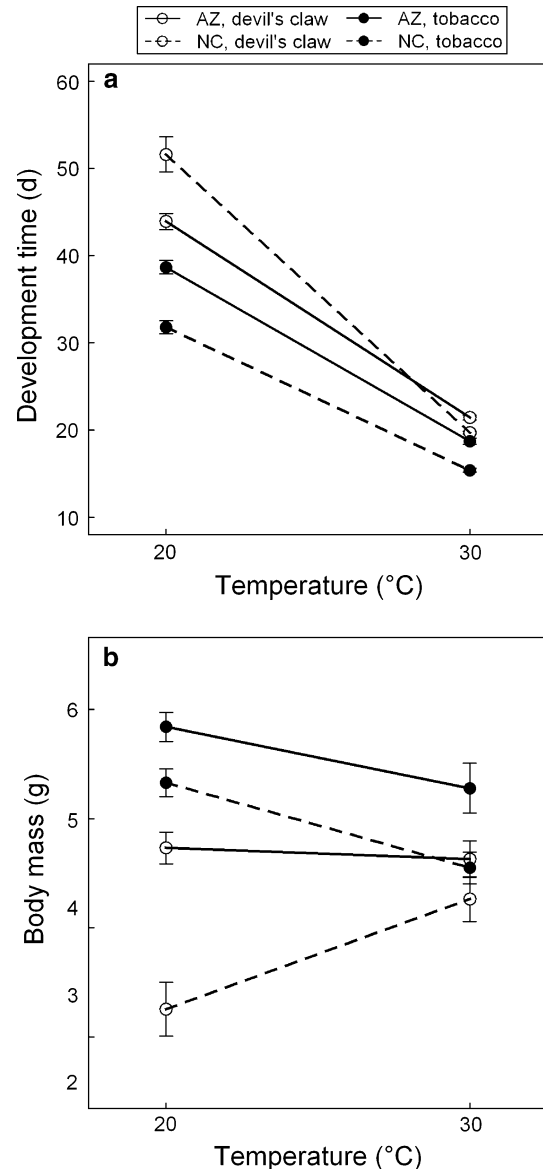 AZ, devil's claw AZ, tobacco
NC, devil's claw NC, tobacco
a
60
50
40
30
20
10
Development time (d)
20 30
Temperature (°C)
b
6
5
4
3
2
Body mass (g)
20 30
Temperature (°C)